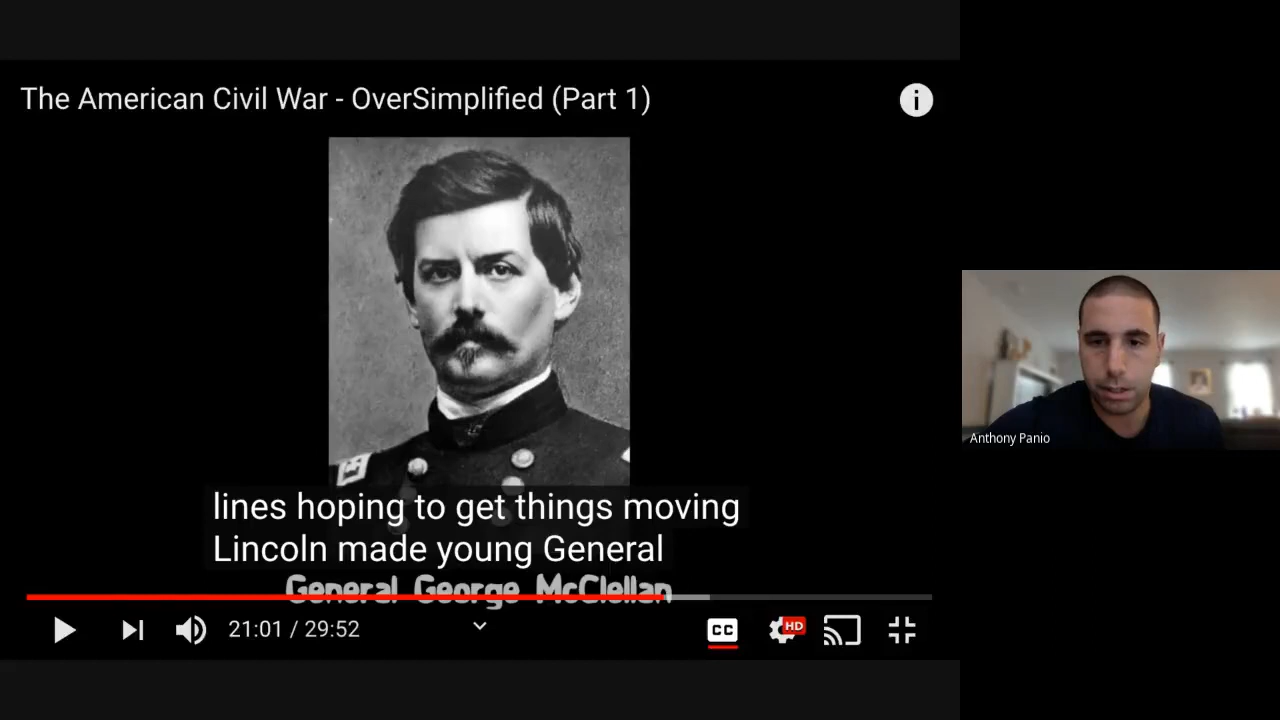 The American Civil War - OverSimplified (Part 1)
lines hoping to get things moving
Lincoln made young General
General George McClellan
21:01 / 29:52
CC
HD
Anthony Panio